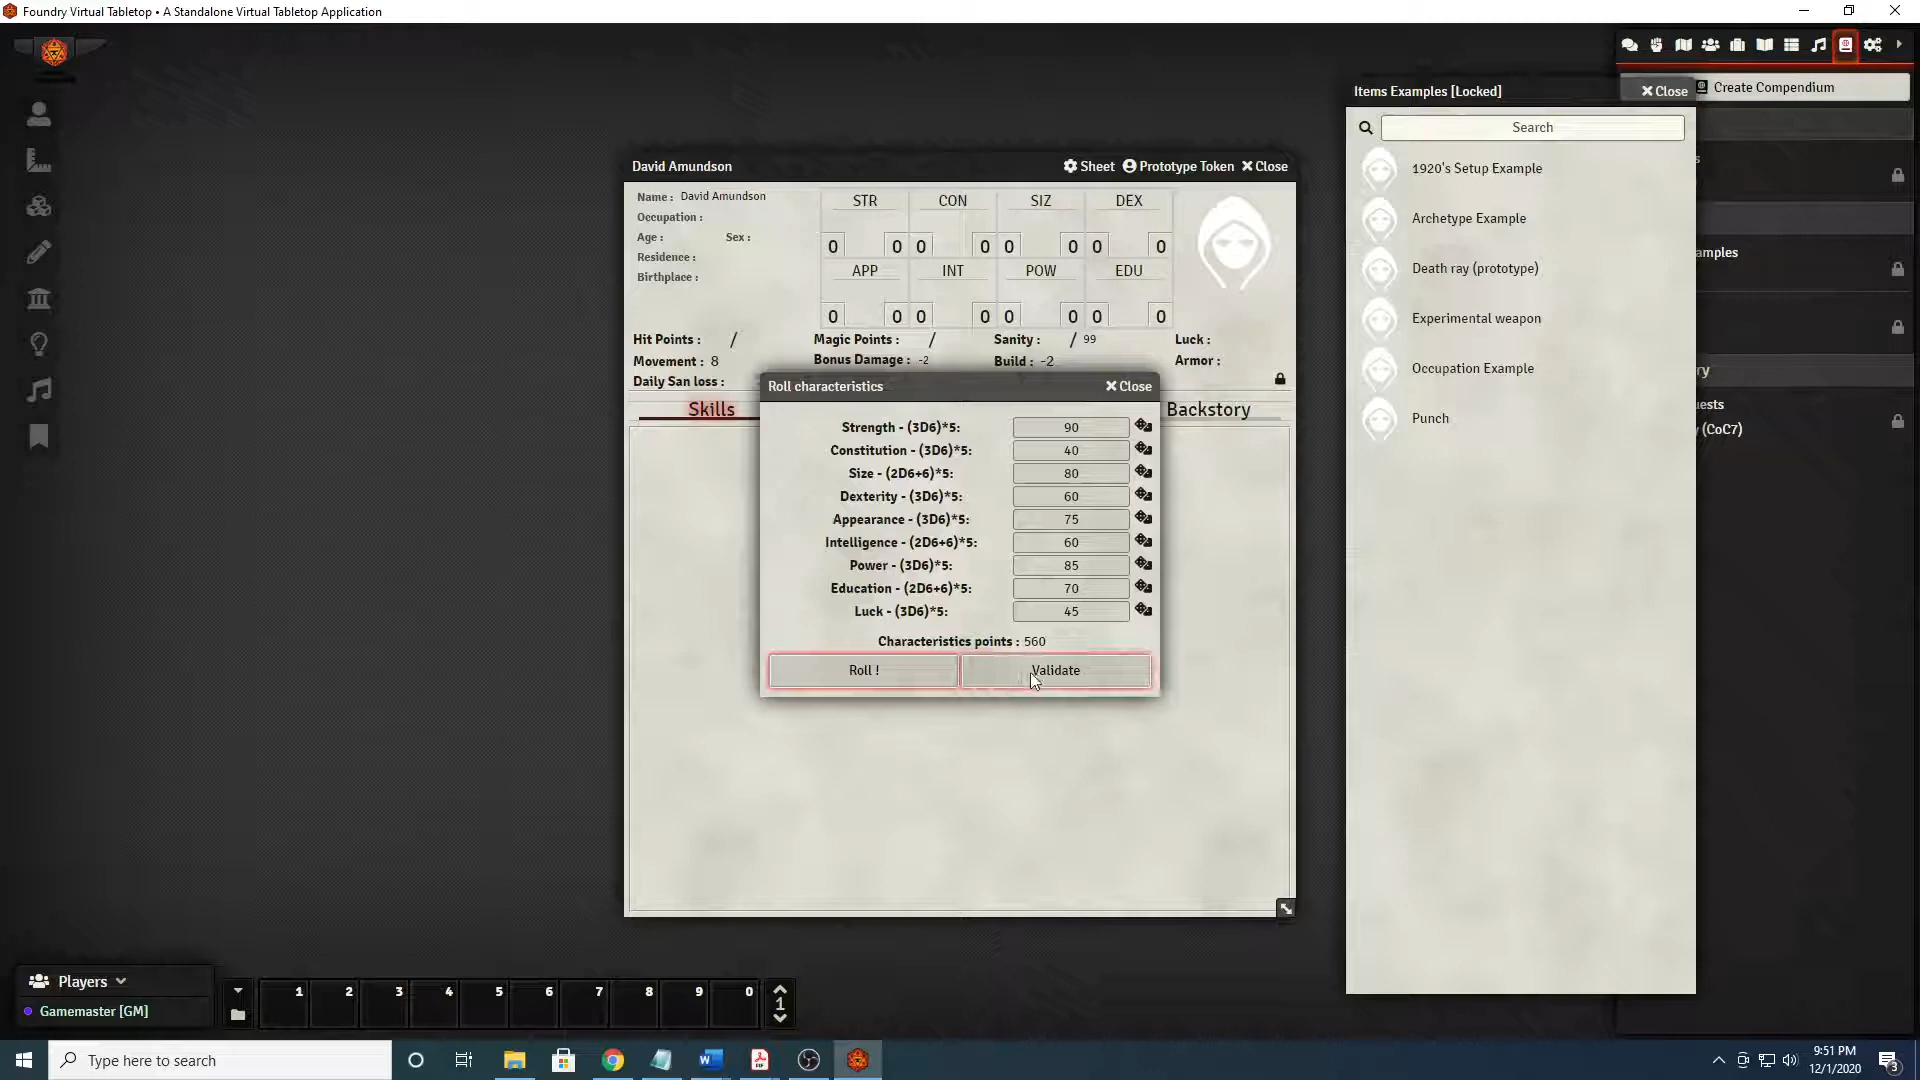 Foundry Virtual Tabletop • A Standalone Virtual Tabletop Application
Create Compendium
Items Examples [Locked]
Close
Search
1920's Setup Example
Archetype Example
Death ray (prototype)
Experimental weapon
Occupation Example
Punch
s
amples
ry
uests
(CoC7)
David Amundson
Sheet
Prototype Token
Close
Name : David Amundson
Occupation :
Age : Sex :
Residence :
Birthplace :
STR CON SIZ DEX
0 0 0 0 0 0 0 0
APP INT POW EDU
0 0 0 0 0 0 0 0
Hit Points : / Magic Points : / Sanity : / 99 Luck :
Movement : 8 Bonus Damage : -2 Build : -2 Armor :
Daily San loss :
Skills Backstory
Roll characteristics
Close
Strength - (3D6)*5: 90
Constitution - (3D6)*5: 40
Size - (2D6+6)*5: 80
Dexterity - (3D6)*5: 60
Appearance - (3D6)*5: 75
Intelligence - (2D6+6)*5: 60
Power - (3D6)*5: 85
Education - (2D6+6)*5: 70
Luck - (3D6)*5: 45
Characteristics points : 560
Roll !
Validate
Players
Gamemaster [GM]
1 2 3 4 5 6 7 8 9 0
1
Type here to search
9:51 PM
12/1/2020
3